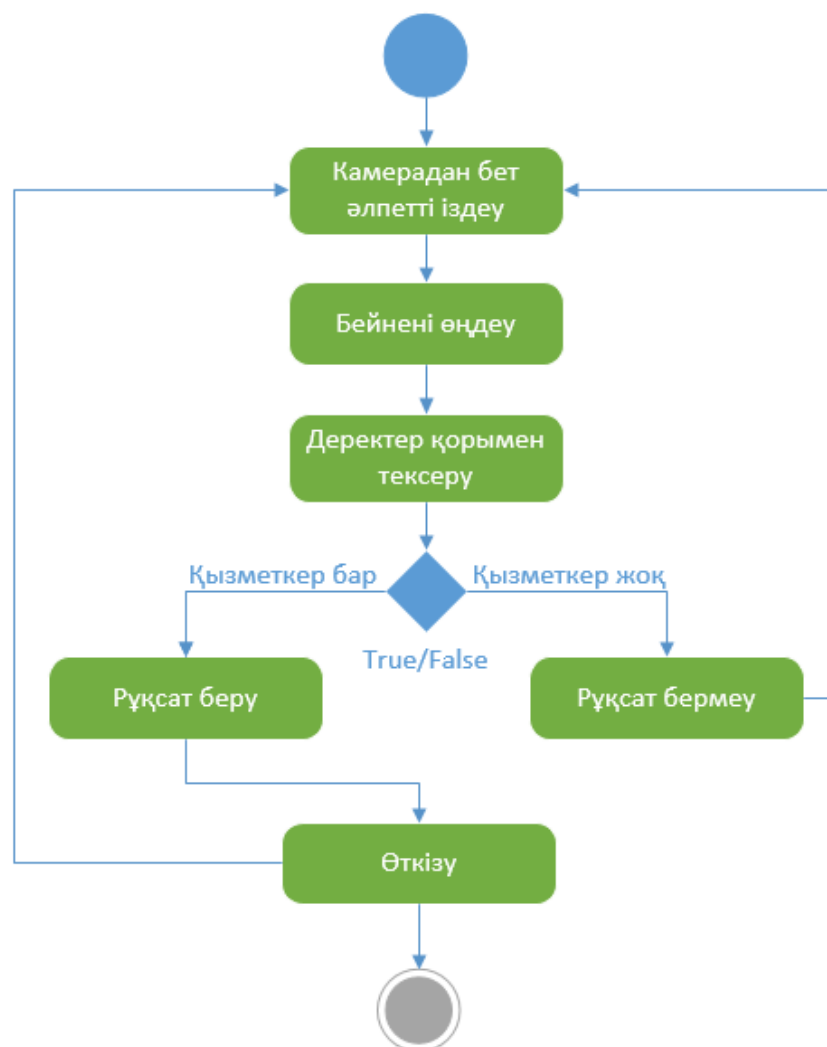 Камерадан бет
әлпетті іздеу
Бейнені өңдеу
Деректер қорымен
тексеру
Қызметкер бар
Қызметкер жоқ
True/False
Рұқсат беру
Рұқсат бермеу
Өткізу